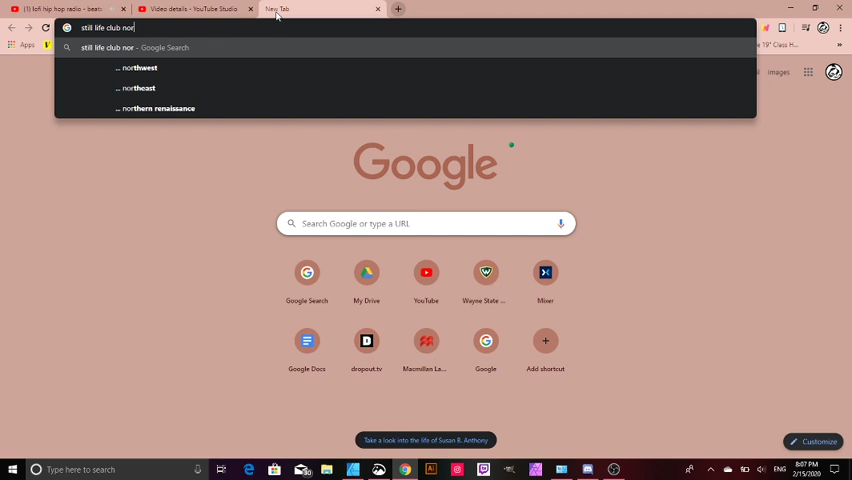 (1) lofi hip hop radio - beats
Video details - YouTube Studio
New Tab
still life club nor
Apps
19" Case
still life club nor - Google Search
... northwest
... northeast
... northern renaissance
Images
Google
Search Google or type a URL
Google Search
My Drive
YouTube
Wayne State ...
Mixer
Google Docs
dropout.tv
Macmillan La...
Google
Add shortcut
Take a look into the life of Susan B. Anthony
Customize
Type here to search
ENG
8:07 PM
2/15/2020